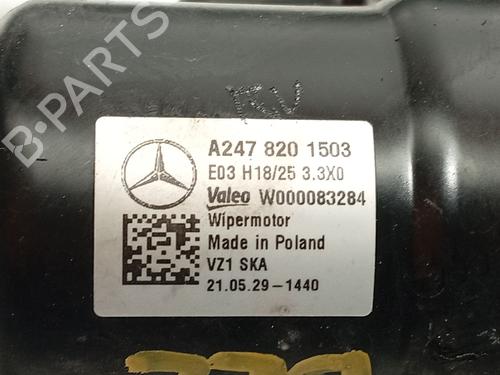 B-PARTS
A247 820 1503
E03 H18/25 3.3X0
Valeo W000083284
Wipermotor
Made in Poland
VZ1 SKA
21.05.29-1440